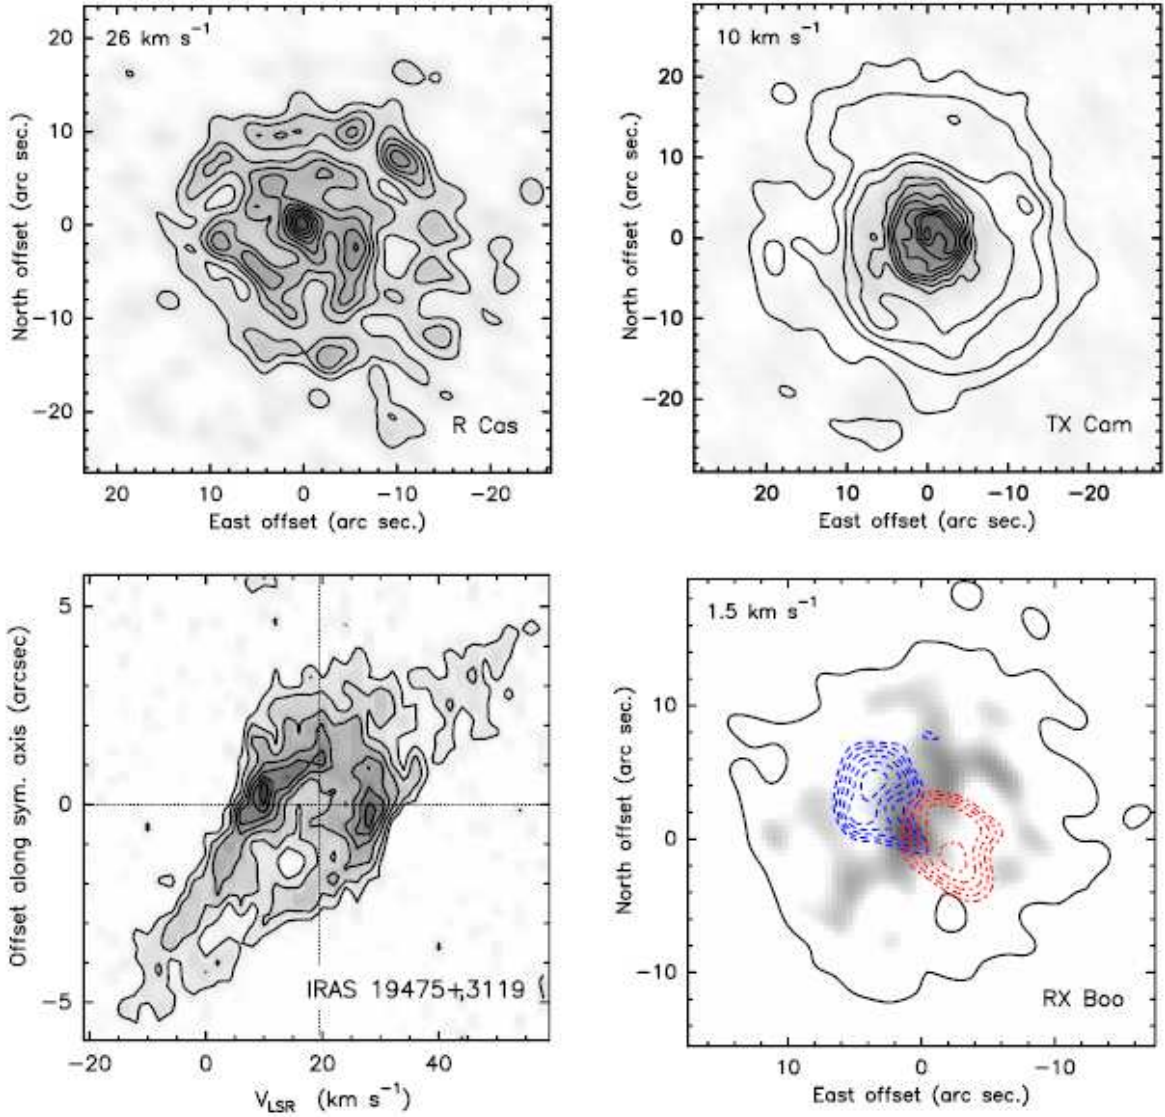 26 km s⁻¹
North offset (arc sec.)
20
10
0
−10
−20
R Cas
20 10 0 −10 −20
East offset (arc sec.)
10 km s⁻¹
North offset (arc sec.)
20
10
0
−10
−20
TX Cam
20 10 0 −10 −20
East offset (arc sec.)
Offset along sym. axis (arcsec)
5
0
−5
IRAS 19475+3119 (
−20 0 20 40
V_LSR (km s⁻¹)
1.5 km s⁻¹
North offset (arc sec.)
10
0
−10
RX Boo
10 0 −10
East offset (arc sec.)